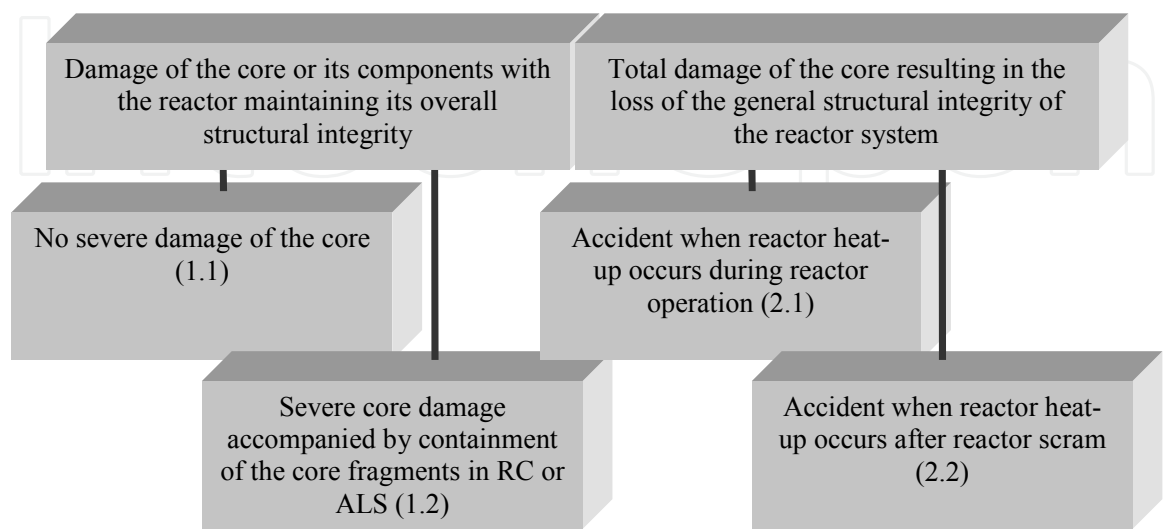 Damage of the core or its components with
the reactor maintaining its overall
structural integrity
Total damage of the core resulting in the
loss of the general structural integrity of
the reactor system
No severe damage of the core
(1.1)
Accident when reactor heat-
up occurs during reactor
operation (2.1)
Severe core damage
accompanied by containment
of the core fragments in RC or
ALS (1.2)
Accident when reactor heat-
up occurs after reactor scram
(2.2)